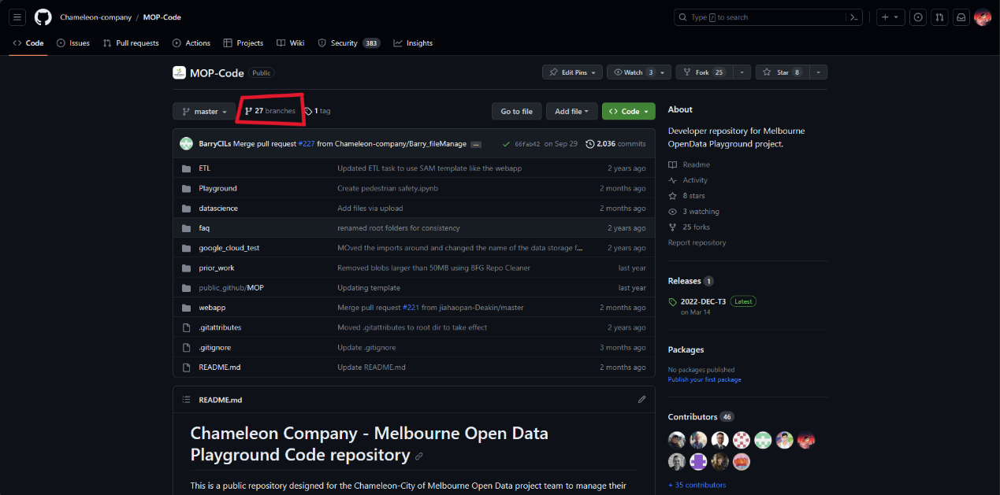 Chameleon-company / MOP-Code
Type / to search
Code Issues Pull requests Actions Projects Wiki Security 383 Insights
MOP-Code Public
Edit Pins Watch 3 Fork 25 Star 8
master 27 branches 1 tag
Go to file Add file Code
BarryCILs Merge pull request #227 from Chameleon-company/Barry_fileManage ... 66fab42 on Sep 29 2,036 commits
ETL Updated ETL task to use SAM template like the webapp 2 years ago
Playground Create pedestrian safety.ipynb 2 months ago
datascience Add files via upload 2 months ago
faq renamed root folders for consistency 2 years ago
google_cloud_test MOved the imports around and changed the name of the data storage f... 2 years ago
prior_work Removed blobs larger than 50MB using BFG Repo Cleaner last year
public_github/MOP Updating template last year
webapp Merge pull request #221 from jiahaopan-Deakin/master 2 months ago
.gitattributes Moved .gitattributes to root dir to take effect 2 years ago
.gitignore Update .gitignore 3 months ago
README.md Update README.md 2 months ago
README.md
Chameleon Company - Melbourne Open Data
Playground Code repository
This is a public repository designed for the Chameleon-City of Melbourne Open Data project team to manage their
About
Developer repository for Melbourne
OpenData Playground project.
Readme
Activity
8 stars
3 watching
25 forks
Report repository
Releases 1
2022-DEC-T3 Latest
on Mar 14
Packages
No packages published
Publish your first package
Contributors 46
+ 35 contributors